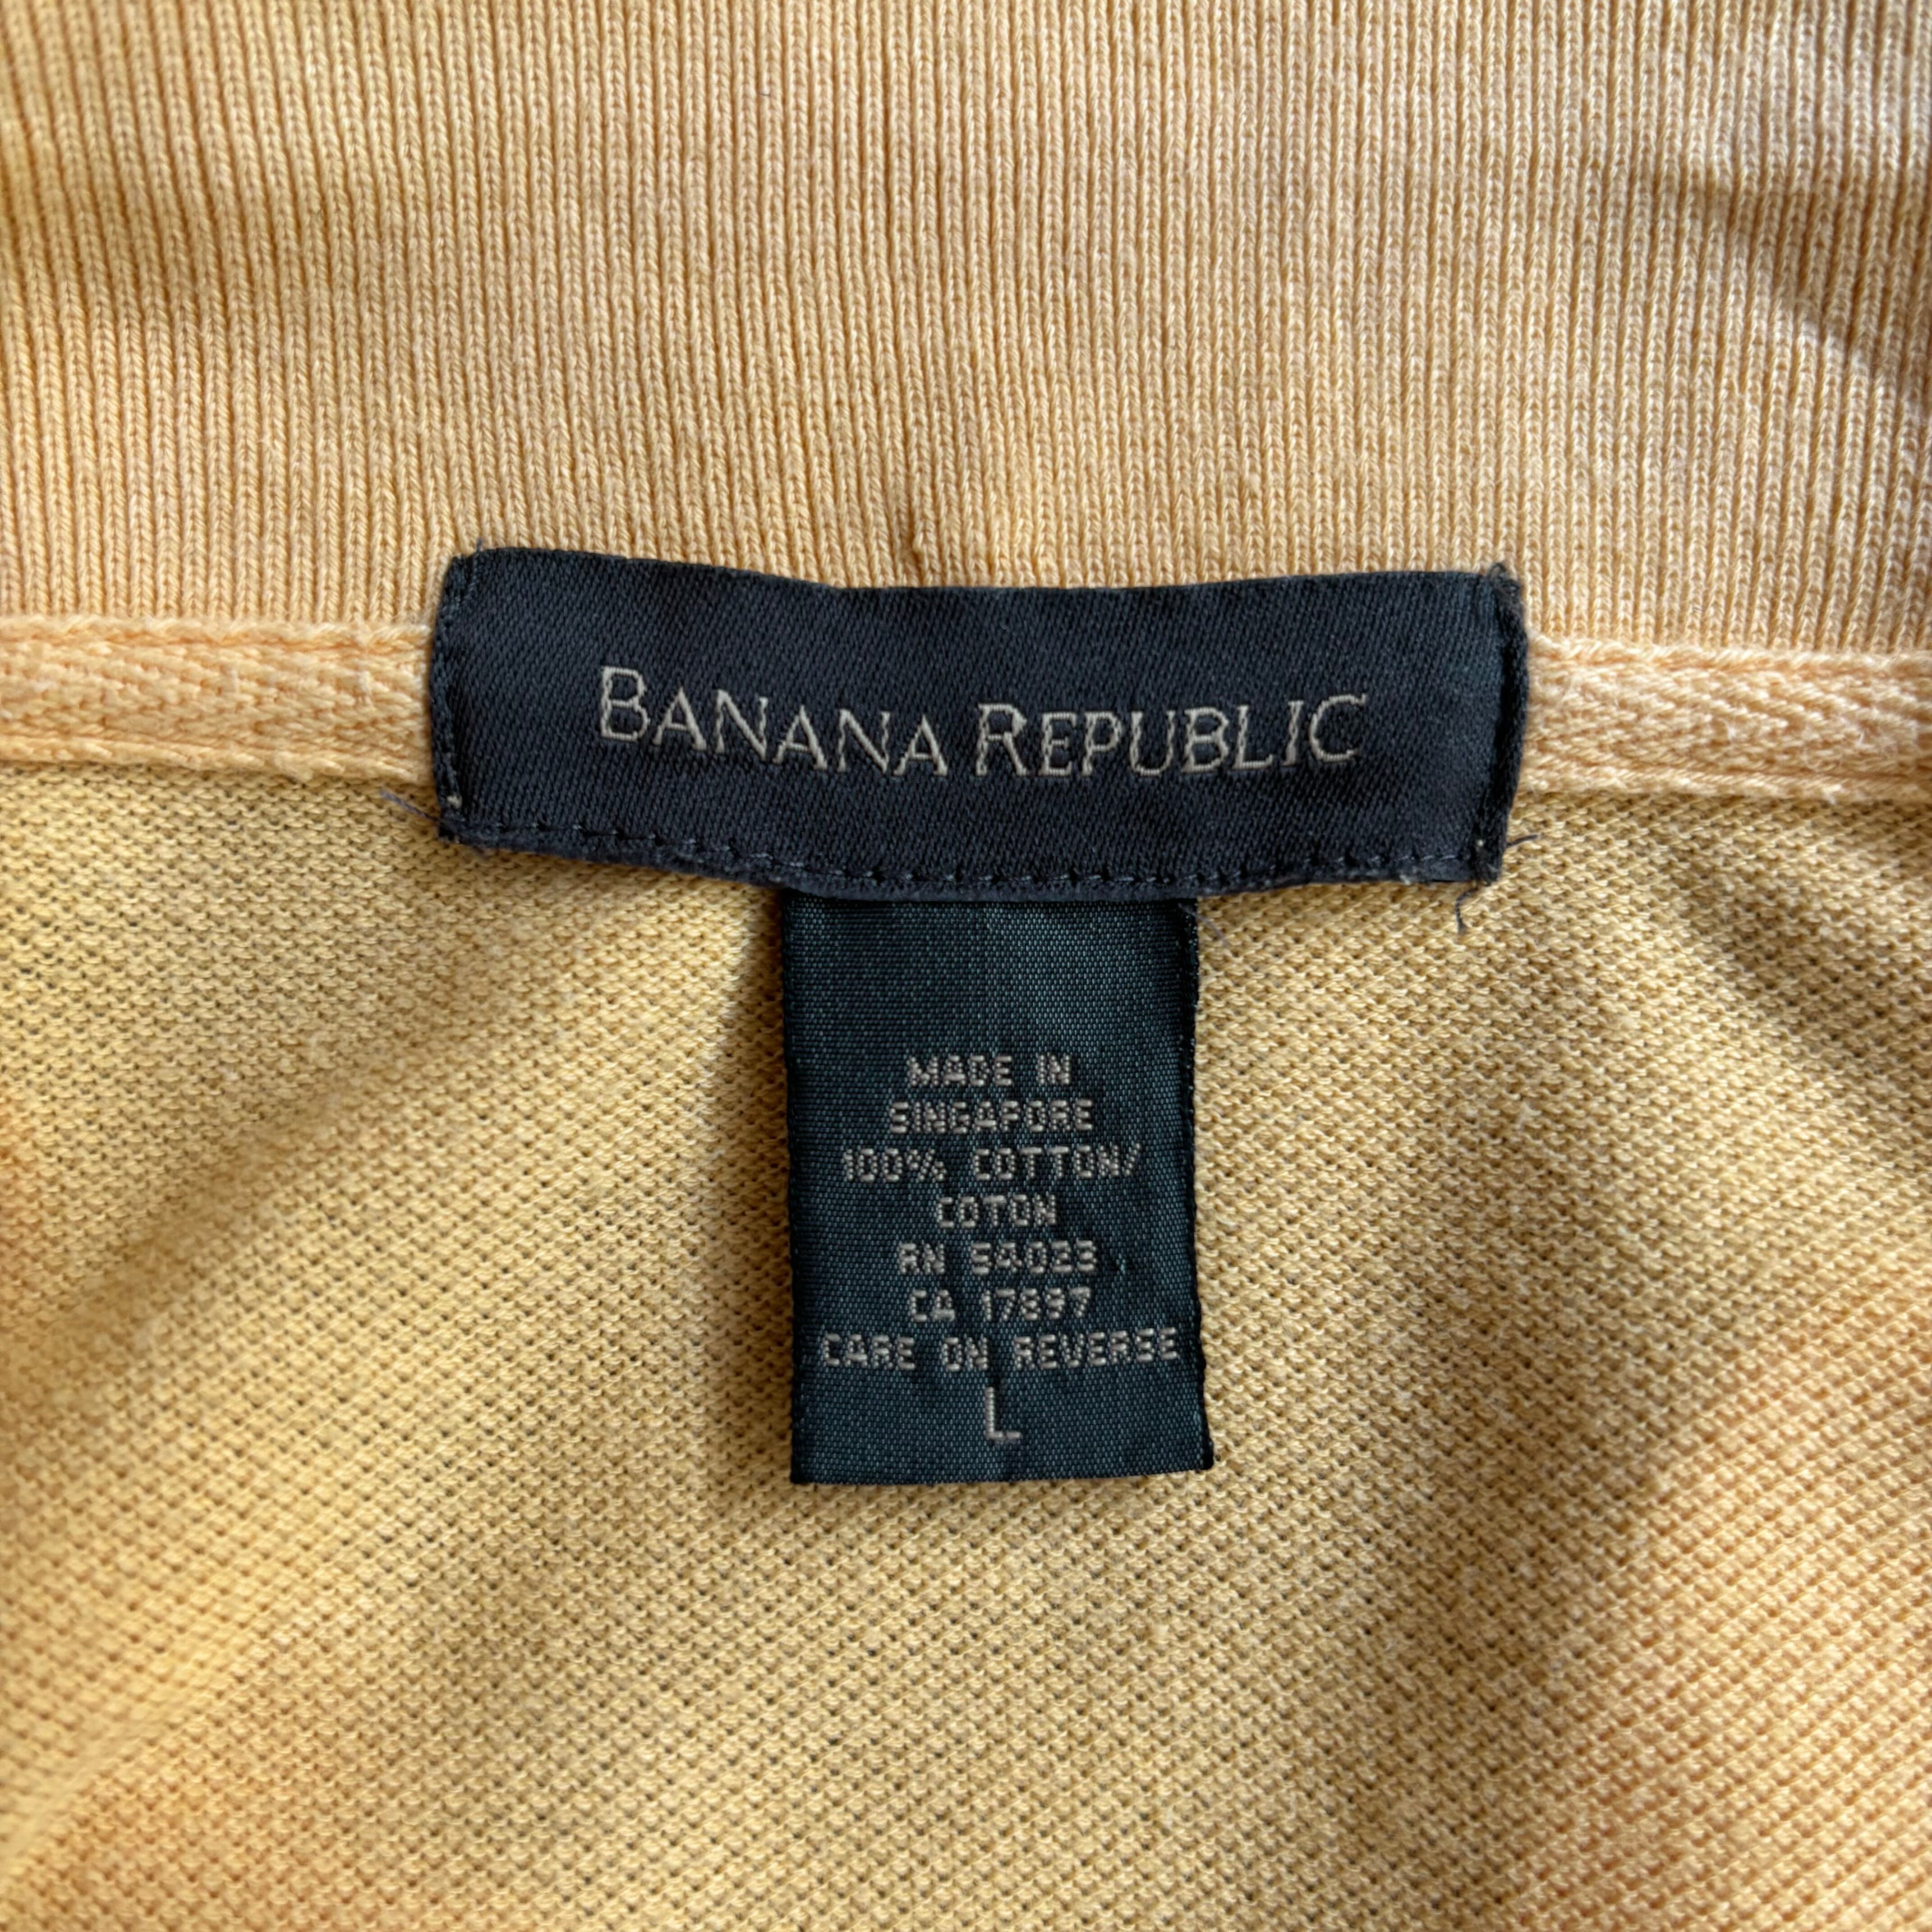 BANANA REPUBLIC
MADE IN
SINGAPORE
100% COTTON/
COTON
RN 54023
CA 17897
CARE ON REVERSE
L